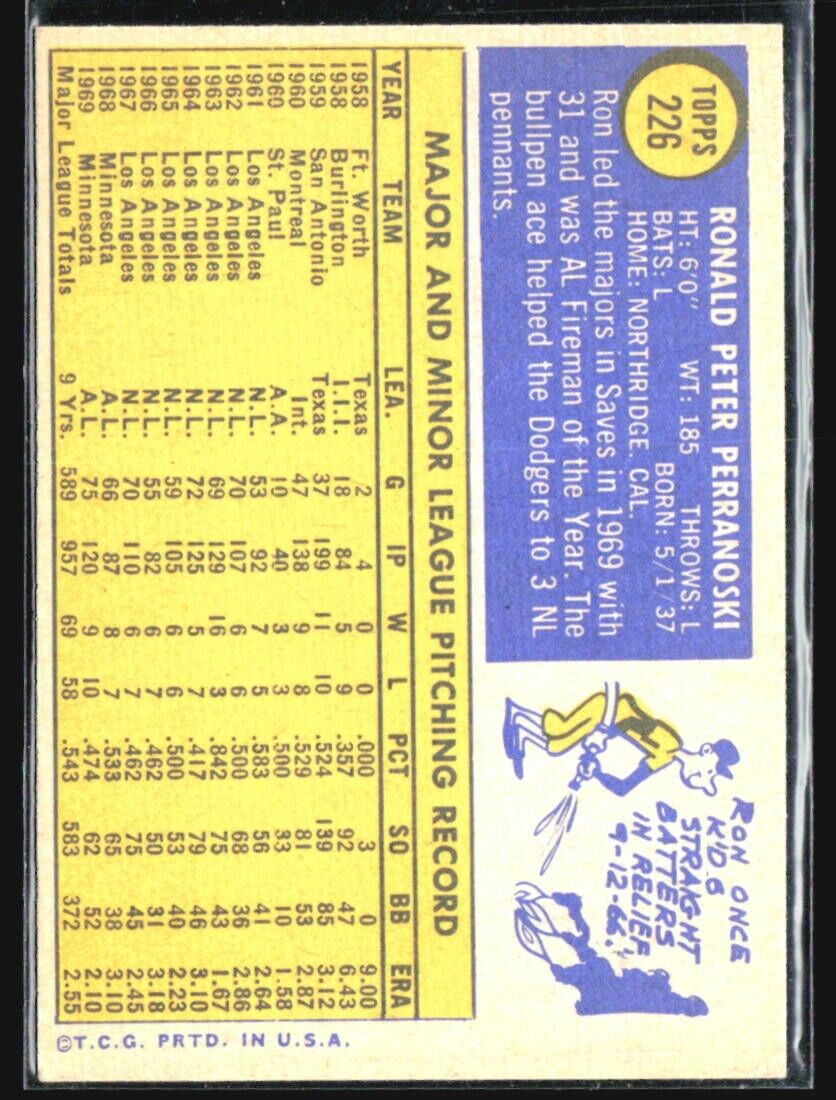 TOPPS
226
RONALD PETER PERRANOSKI
HT: 6'0" WT: 185 THROWS: L
BATS: L BORN: 5/1/37
HOME: NORTHRIDGE, CAL.
Ron led the majors in Saves in 1969 with
31 and was AL Fireman of the Year. The
bullpen ace helped the Dodgers to 3 NL
pennants.
RON ONCE
K'D 6
STRAIGHT
BATTERS
IN RELIEF
9-12-66!
MAJOR AND MINOR LEAGUE PITCHING RECORD
YEAR TEAM LEA. G IP W L PCT SO BB ERA
1958 Ft. Worth Texas 2 4 0 0 .000 3 0 9.00
1958 Burlington I.I.I. 18 84 5 9 .357 92 47 6.43
1959 San Antonio Texas 37 199 11 10 .524 139 85 3.12
1960 Montreal Int. 47 138 9 8 .529 81 53 2.87
1960 St. Paul A.A. 10 40 3 3 .500 33 10 1.58
1961 Los Angeles N.L. 53 92 7 5 .583 56 41 2.64
1962 Los Angeles N.L. 70 107 6 6 .500 68 36 2.86
1963 Los Angeles N.L. 69 129 16 3 .842 75 43 1.67
1964 Los Angeles N.L. 72 125 5 7 .417 79 46 3.10
1965 Los Angeles N.L. 59 105 6 6 .500 53 40 2.23
1966 Los Angeles N.L. 55 82 6 7 .462 50 31 3.18
1967 Los Angeles N.L. 70 110 6 7 .462 75 45 2.45
1968 Minnesota A.L. 66 87 8 7 .533 65 38 3.10
1969 Minnesota A.L. 75 120 9 10 .474 62 52 2.10
Major League Totals 9 Yrs. 589 957 69 58 .543 583 372 2.55
©T.C.G. PRTD. IN U.S.A.